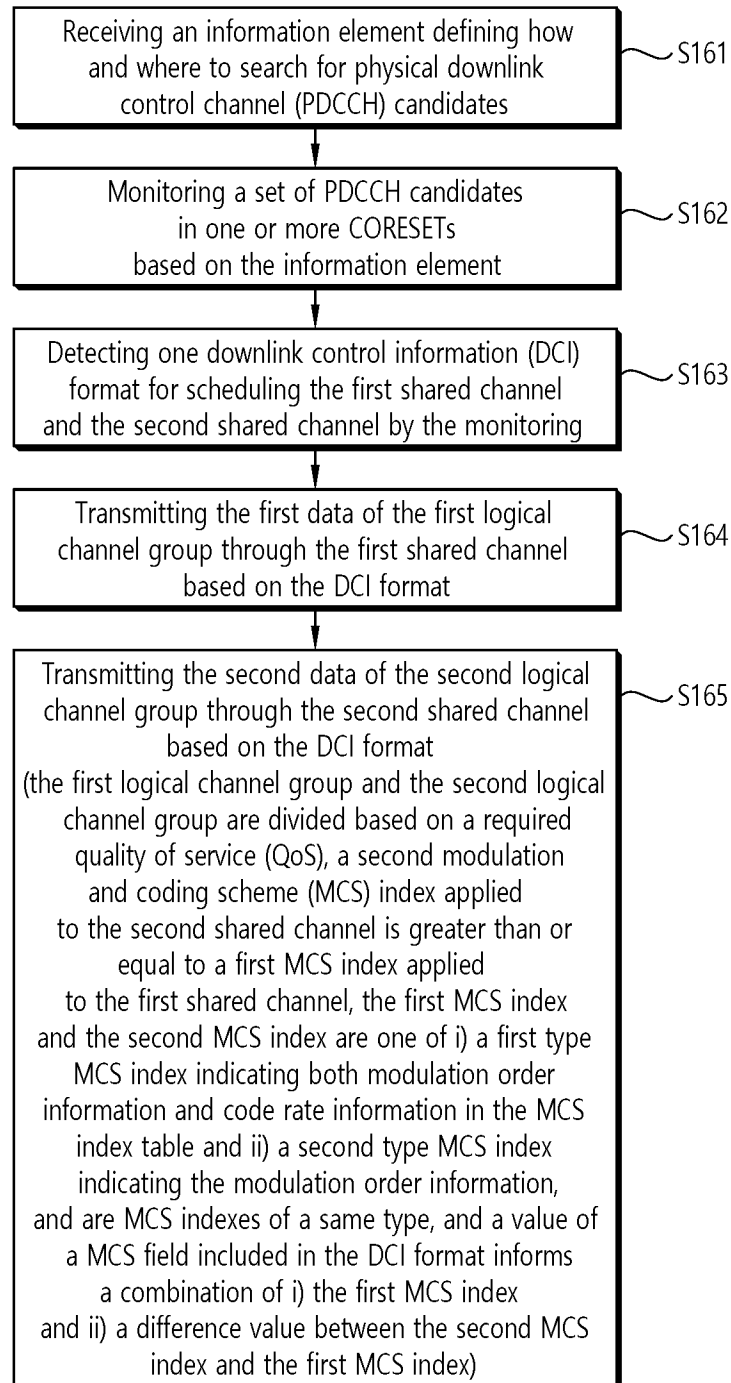 Receiving an information element defining how
and where to search for physical downlink
control channel (PDCCH) candidates
S161
Monitoring a set of PDCCH candidates
in one or more CORESETs
based on the information element
S162
Detecting one downlink control information (DCI)
format for scheduling the first shared channel
and the second shared channel by the monitoring
S163
Transmitting the first data of the first logical
channel group through the first shared channel
based on the DCI format
S164
Transmitting the second data of the second logical
channel group through the second shared channel
based on the DCI format
(the first logical channel group and the second logical
channel group are divided based on a required
quality of service (QoS), a second modulation
and coding scheme (MCS) index applied
to the second shared channel is greater than or
equal to a first MCS index applied
to the first shared channel, the first MCS index
and the second MCS index are one of i) a first type
MCS index indicating both modulation order
information and code rate information in the MCS
index table and ii) a second type MCS index
indicating the modulation order information,
and are MCS indexes of a same type, and a value of
a MCS field included in the DCI format informs
a combination of i) the first MCS index
and ii) a difference value between the second MCS
index and the first MCS index)
S165